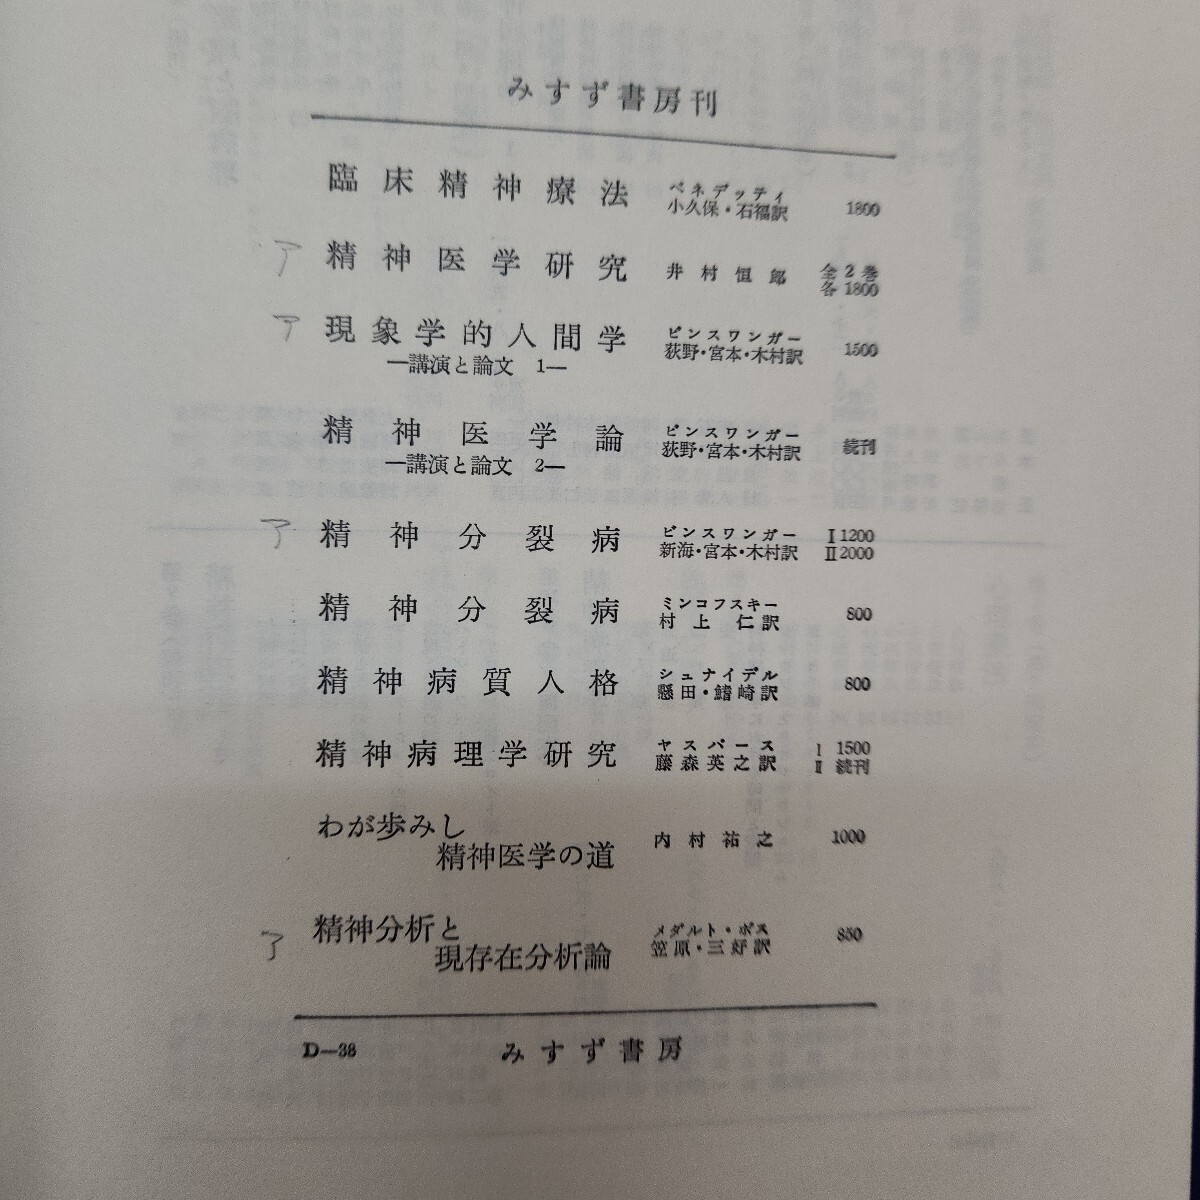 みすず書房刊
臨床精神療法 ベネデッティ 1800
小久保・石福訳
了 精神医学研究 井村恒郎 全2巻
各1800
了 現象学的人間学 ビンスワンガー 1500
―講演と論文 1― 荻野・宮本・木村訳
精神医学論 ビンスワンガー 続刊
―講演と論文 2― 荻野・宮本・木村訳
了 精神分裂病 ビンスワンガー I 1200
新海・宮本・木村訳 II 2000
精神分裂病 ミンコフスキー 800
村上仁訳
精神病質人格 シュナイデル 800
懸田・鰭崎訳
精神病理学研究 ヤスパース I 1500
藤森英之訳 II 続刊
わが歩みし
精神医学の道 内村祐之 1000
了 精神分析と メダルト・ボス 850
現存在分析論 笠原・三好訳
D―38 みすず書房